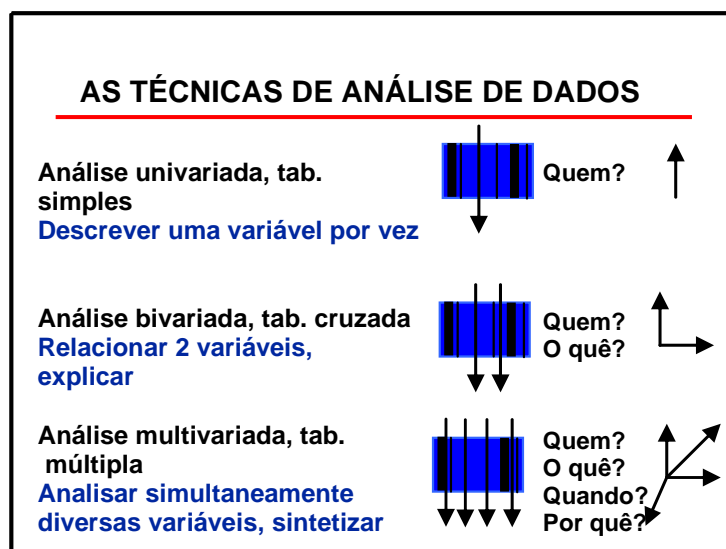 AS TÉCNICAS DE ANÁLISE DE DADOS
Análise univariada, tab.
simples
Descrever uma variável por vez
Quem?
Análise bivariada, tab. cruzada
Relacionar 2 variáveis,
explicar
Quem?
O quê?
Análise multivariada, tab.
múltipla
Analisar simultaneamente
diversas variáveis, sintetizar
Quem?
O quê?
Quando?
Por quê?